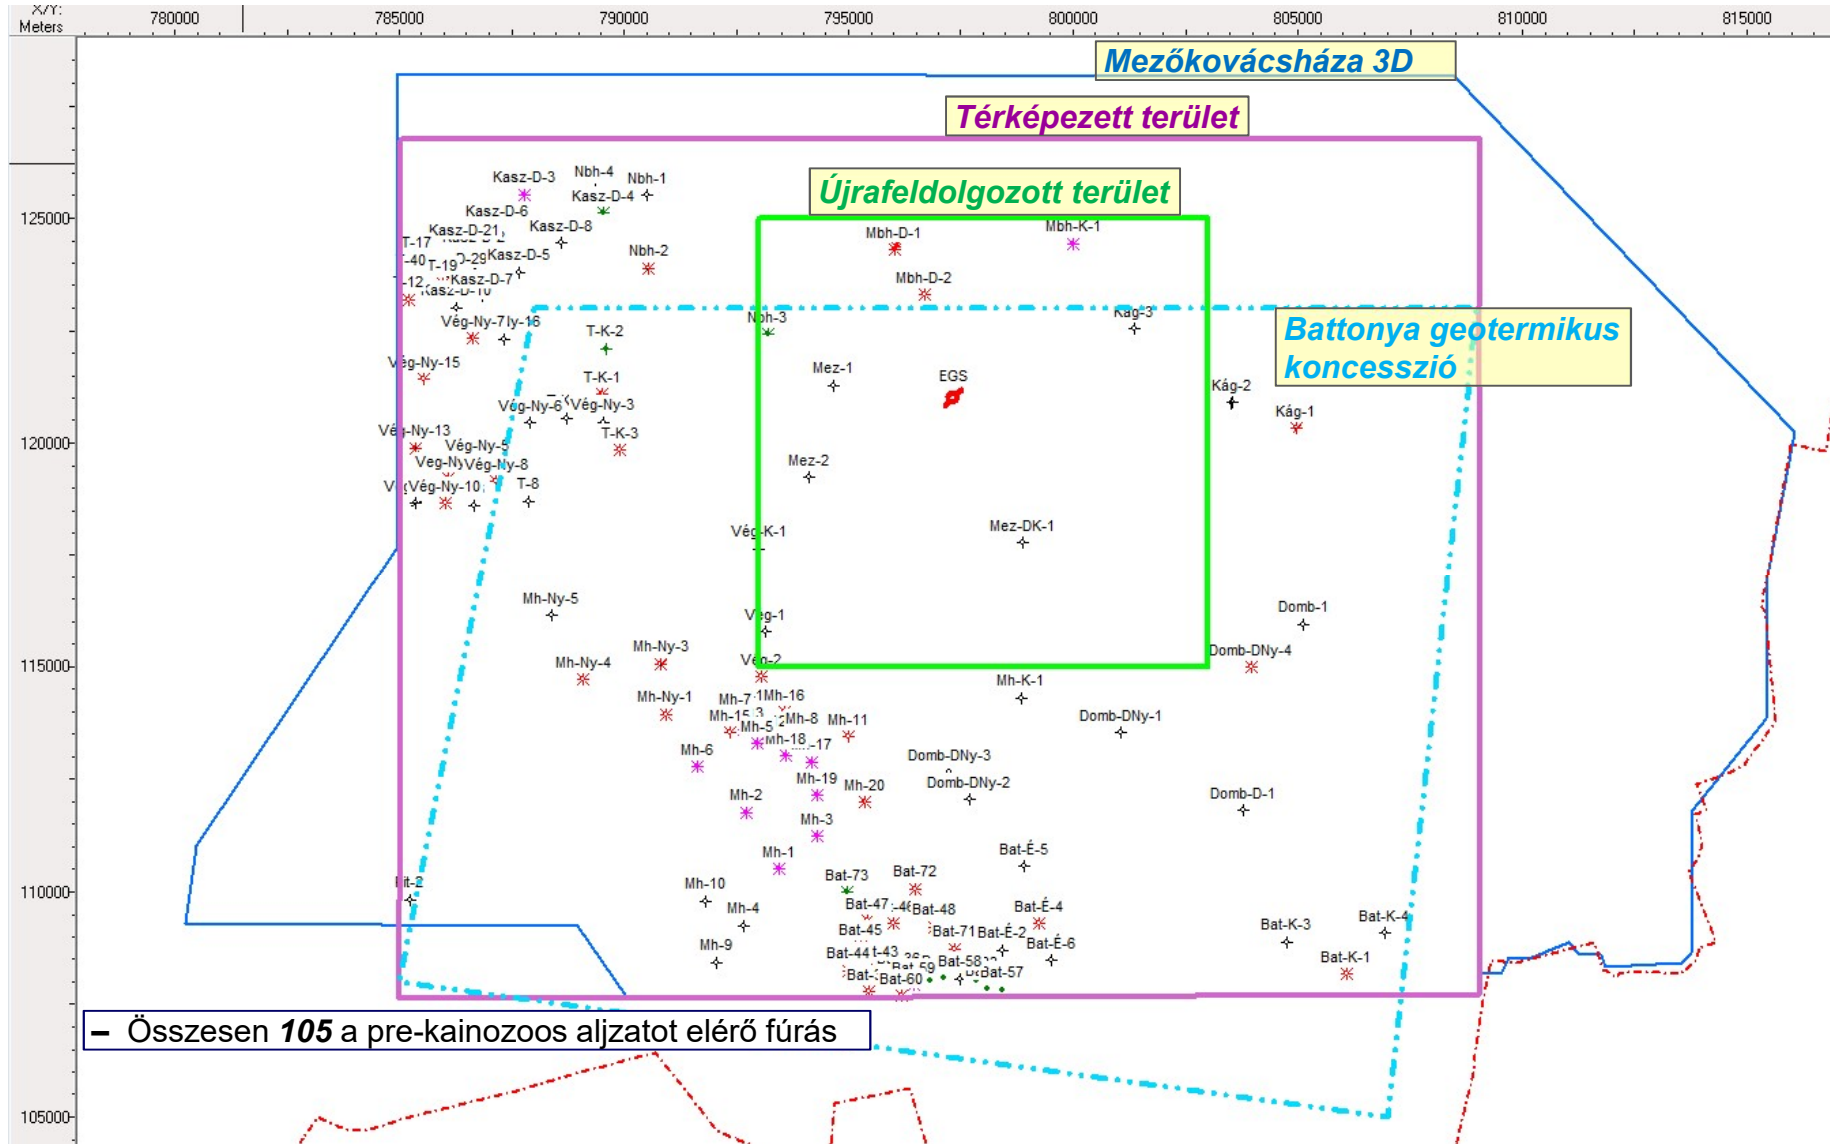 X/Y:
Meters
780000
785000
790000
795000
800000
805000
810000
815000
125000
120000
115000
110000
105000
Mezőkovácsháza 3D
Térképezett terület
Újrafeldolgozott terület
Battonya geotermikus
koncesszió
Kasz-D-3
Nbh-4
Nbh-1
Kasz-D-4
Kasz-D-6
Kasz-D-21
Kasz-D-8
T-17
Kasz-D-5
T-19
Kasz-D-7
Nbh-2
Mbh-D-1
Mbh-K-1
Mbh-D-2
Vég-Ny-7
T-K-2
Nbh-3
Kág-3
Vég-Ny-15
T-K-1
Mez-1
EGS
Kág-2
Vég-Ny-6
Vég-Ny-3
Kág-1
Vég-Ny-13
T-K-3
Vég-Ny-5
Vég-Ny-8
Mez-2
Vég-Ny-10
T-8
Vég-K-1
Mez-DK-1
Mh-Ny-5
Vég-1
Domb-1
Mh-Ny-3
Mh-Ny-4
Vég-2
Domb-DNy-4
Mh-Ny-1
Mh-7
Mh-16
Mh-K-1
Mh-15
Mh-5
Mh-8
Mh-11
Domb-DNy-1
Mh-6
Mh-18
Domb-DNy-3
Mh-19
Mh-20
Domb-DNy-2
Domb-D-1
Mh-2
Mh-3
Mh-1
Bat-É-5
Mh-10
Bat-73
Bat-72
Mh-4
Bat-47
Bat-48
Bat-É-4
Mh-9
Bat-45
Bat-71
Bat-É-2
Bat-É-6
Bat-K-3
Bat-K-4
Bat-44
Bat-58
Bat-K-1
Bat-60
Bat-57
– Összesen 105 a pre-kainozoos aljzatot elérő fúrás